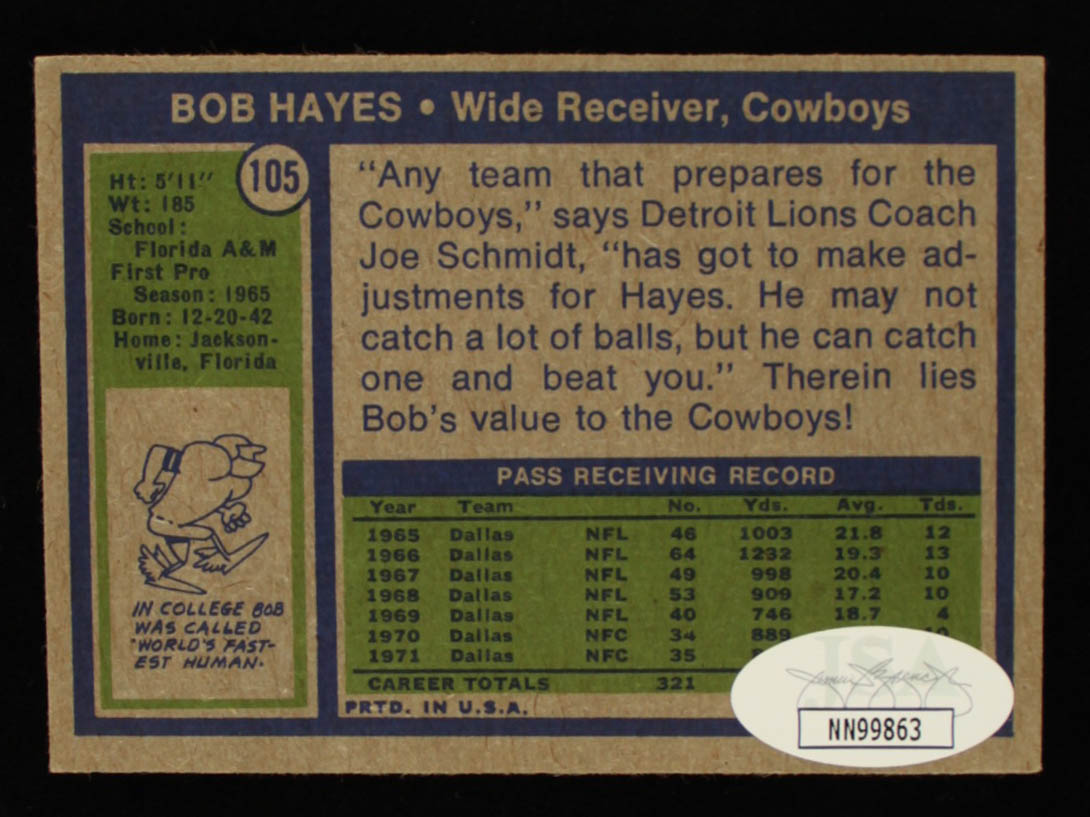 BOB HAYES • Wide Receiver, Cowboys
105
Ht: 5'11"
Wt: 185
School:
Florida A&M
First Pro
Season: 1965
Born: 12-20-42
Home: Jackson-
ville, Florida
IN COLLEGE BOB
WAS CALLED
"WORLD'S FAST-
EST HUMAN.
"Any team that prepares for the
Cowboys," says Detroit Lions Coach
Joe Schmidt, "has got to make ad-
justments for Hayes. He may not
catch a lot of balls, but he can catch
one and beat you." Therein lies
Bob's value to the Cowboys!
PASS RECEIVING RECORD
Year Team No. Yds. Avg. Tds.
1965 Dallas NFL 46 1003 21.8 12
1966 Dallas NFL 64 1232 19.3 13
1967 Dallas NFL 49 998 20.4 10
1968 Dallas NFL 53 909 17.2 10
1969 Dallas NFL 40 746 18.7 4
1970 Dallas NFC 34 889 10
1971 Dallas NFC 35
CAREER TOTALS 321
PRTD. IN U.S.A.
JSA
NN99863